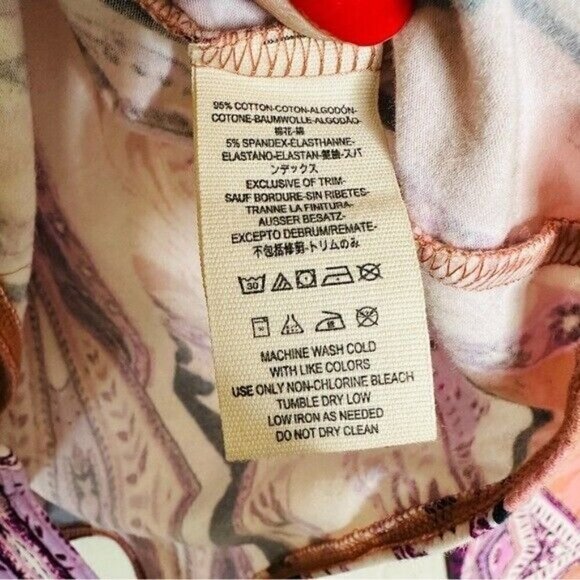 95% COTTON-COTON-ALGODÓN-
COTONE-BAUMWOLLE-ALGODÃO-
棉花-綿
5% SPANDEX-ÉLASTHANNE-
ELASTANO-ELASTAN-氨纶-スパ
ンデックス
EXCLUSIVE OF TRIM-
SAUF BORDURE-SIN RIBETES-
TRANNE LA FINITURA-
AUSSER BESATZ-
EXCEPTO DEBRUM/REMATE-
不包括修剪-トリムのみ
30
MACHINE WASH COLD
WITH LIKE COLORS
USE ONLY NON-CHLORINE BLEACH
TUMBLE DRY LOW
LOW IRON AS NEEDED
DO NOT DRY CLEAN